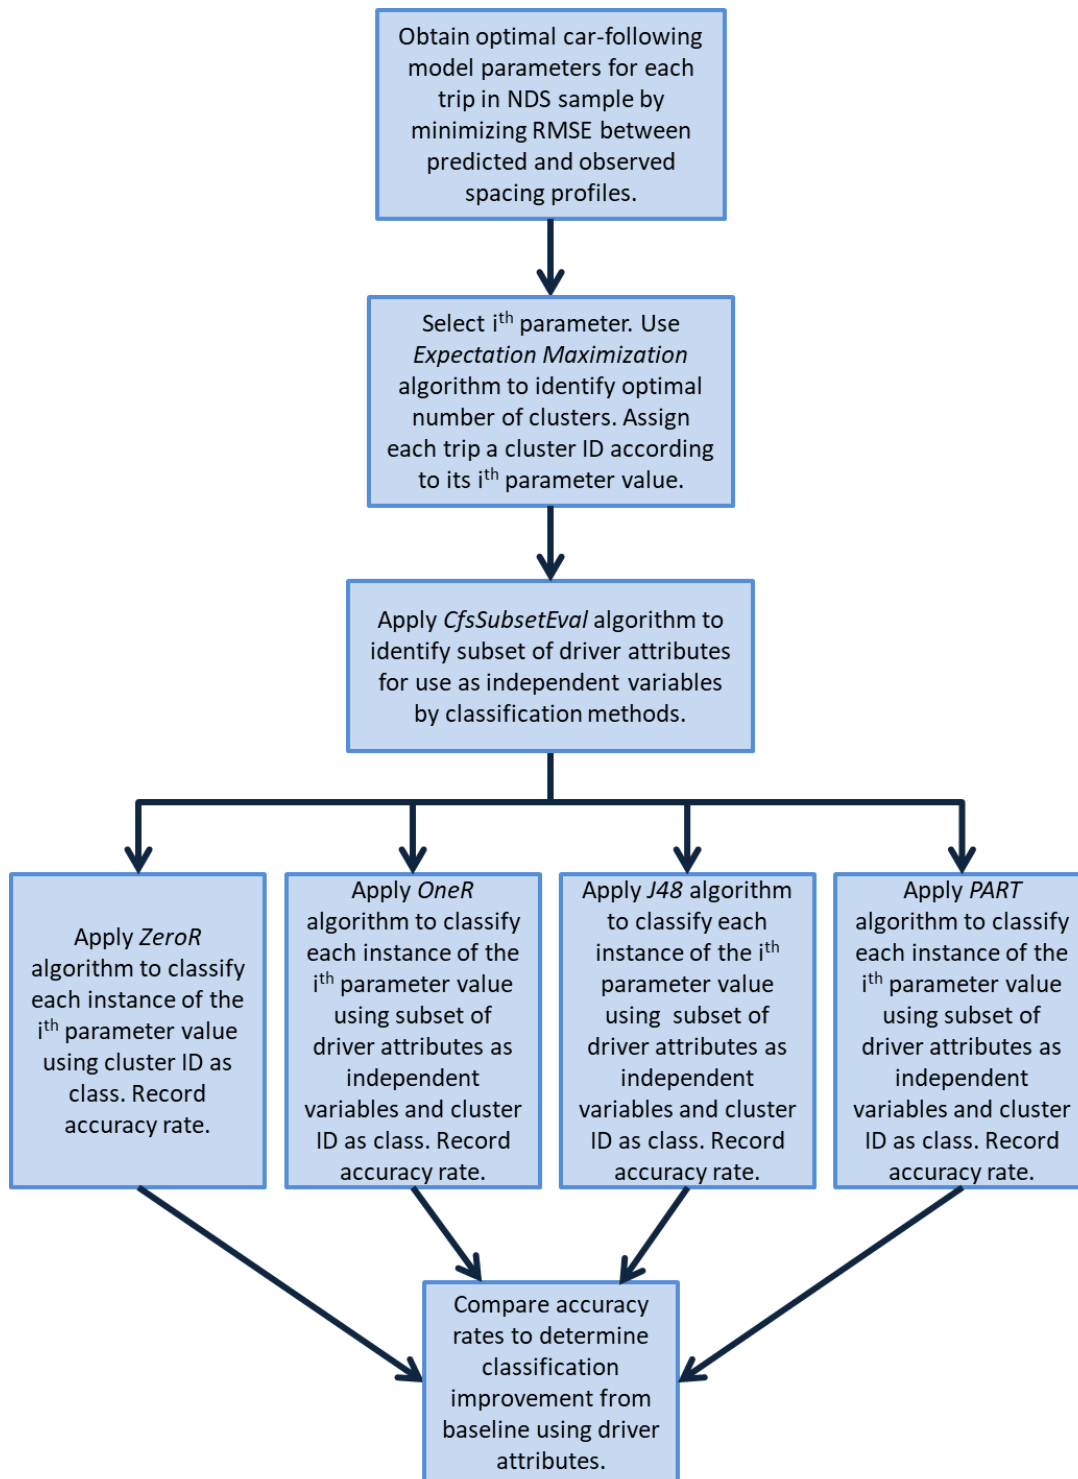 Obtain optimal car-following
model parameters for each
trip in NDS sample by
minimizing RMSE between
predicted and observed
spacing profiles.
Select ith parameter. Use
Expectation Maximization
algorithm to identify optimal
number of clusters. Assign
each trip a cluster ID according
to its ith parameter value.
Apply CfsSubsetEval algorithm to
identify subset of driver attributes
for use as independent variables
by classification methods.
Apply ZeroR
algorithm to classify
each instance of the
ith parameter value
using cluster ID as
class. Record
accuracy rate.
Apply OneR
algorithm to classify
each instance of the
ith parameter value
using subset of
driver attributes as
independent
variables and cluster
ID as class. Record
accuracy rate.
Apply J48 algorithm
to classify each
instance of the ith
parameter value
using subset of
driver attributes as
independent
variables and cluster
ID as class. Record
accuracy rate.
Apply PART
algorithm to classify
each instance of the
ith parameter value
using subset of
driver attributes as
independent
variables and cluster
ID as class. Record
accuracy rate.
Compare accuracy
rates to determine
classification
improvement from
baseline using driver
attributes.